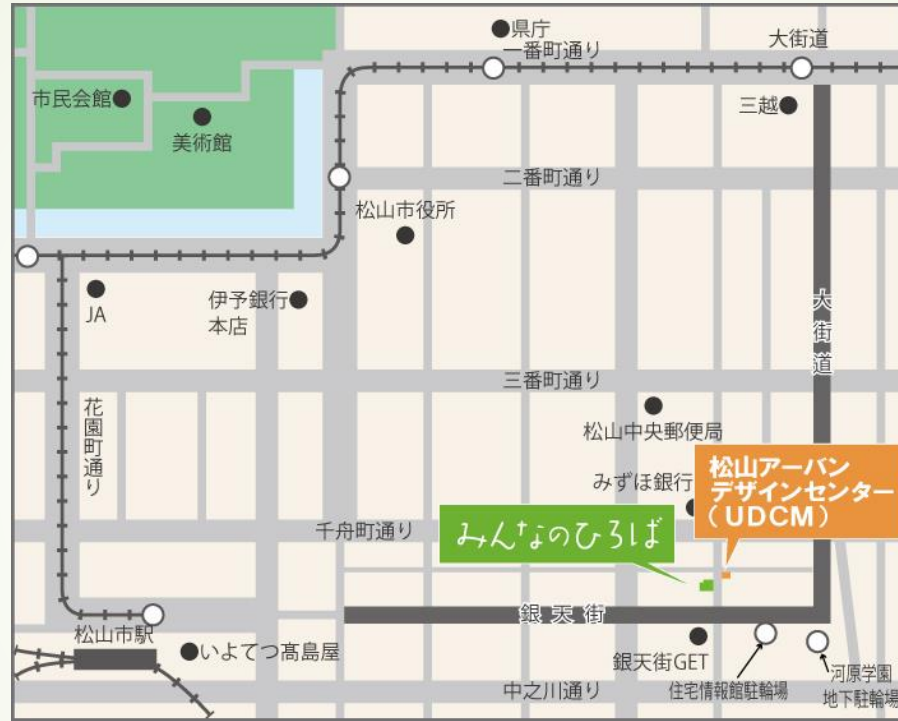 県庁
一番町通り
大街道
市民会館
美術館
三越
二番町通り
松山市役所
JA
伊予銀行
本店
大街道
三番町通り
花園町通り
松山中央郵便局
みずほ銀行
松山アーバン
デザインセンター
(UDCM)
千舟町通り
みんなのひろば
銀天街
松山市駅
いよてつ髙島屋
銀天街GET
中之川通り
住宅情報館駐輪場
河原学園
地下駐輪場